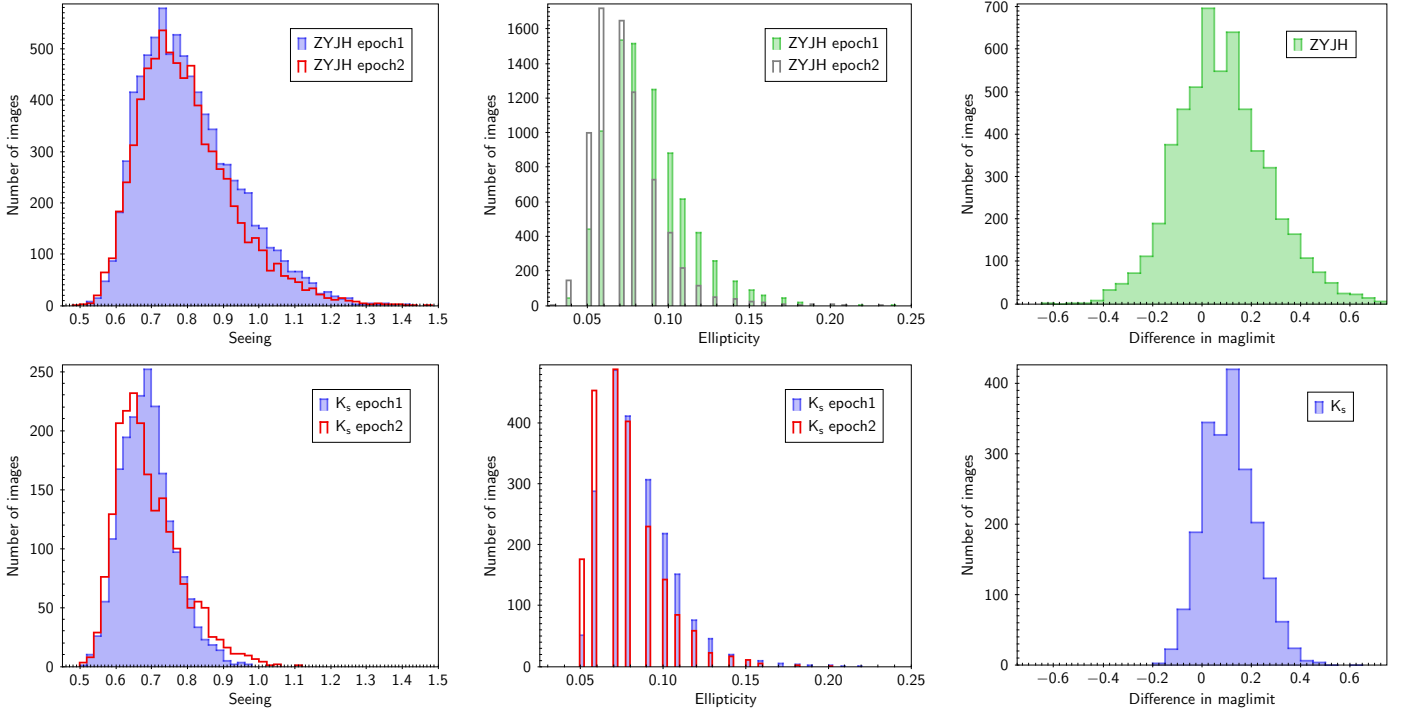 500
400
300
200
100
0
Number of images
ZYJH epoch1
ZYJH epoch2
0.5 0.6 0.7 0.8 0.9 1.0 1.1 1.2 1.3 1.4 1.5
Seeing
1600
1400
1200
1000
800
600
400
200
0
Number of images
ZYJH epoch1
ZYJH epoch2
0.05 0.10 0.15 0.20 0.25
Ellipticity
700
600
500
400
300
200
100
0
Number of images
ZYJH
−0.6 −0.4 −0.2 0 0.2 0.4 0.6
Difference in maglimit
250
200
150
100
50
0
Number of images
Ks epoch1
Ks epoch2
0.5 0.6 0.7 0.8 0.9 1.0 1.1 1.2 1.3 1.4 1.5
Seeing
400
300
200
100
0
Number of images
Ks epoch1
Ks epoch2
0.05 0.10 0.15 0.20 0.25
Ellipticity
400
300
200
100
0
Number of images
Ks
−0.6 −0.4 −0.2 0 0.2 0.4 0.6
Difference in maglimit